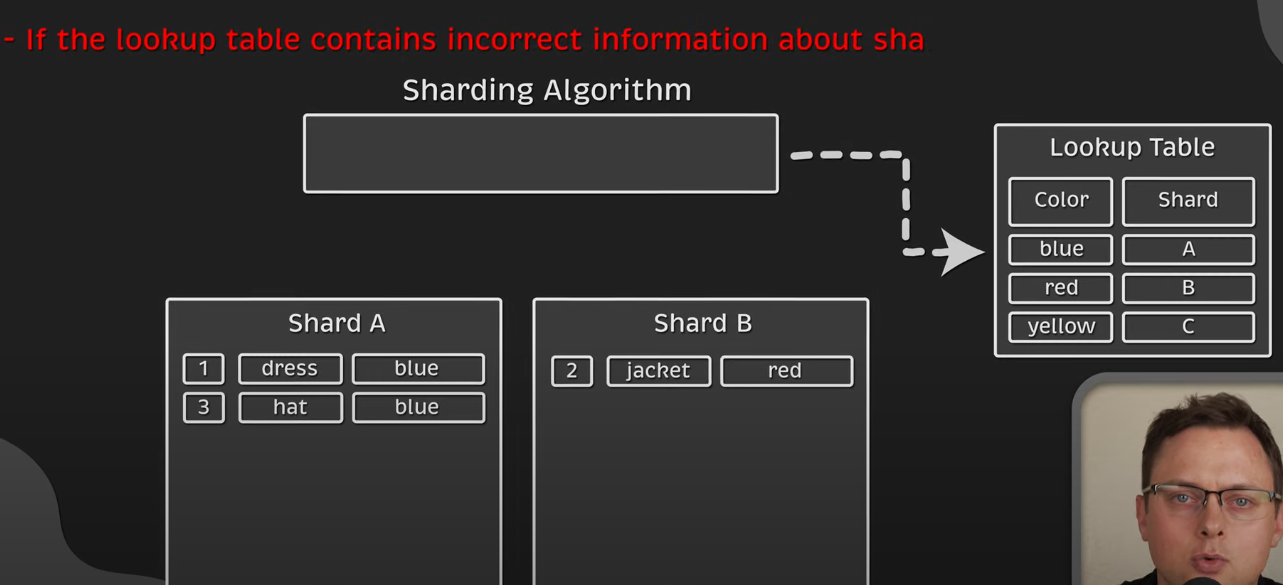 - If the lookup table contains incorrect information about sha
Sharding Algorithm
Lookup Table
Color Shard
blue A
red B
yellow C
Shard A
1 dress blue
3 hat blue
Shard B
2 jacket red